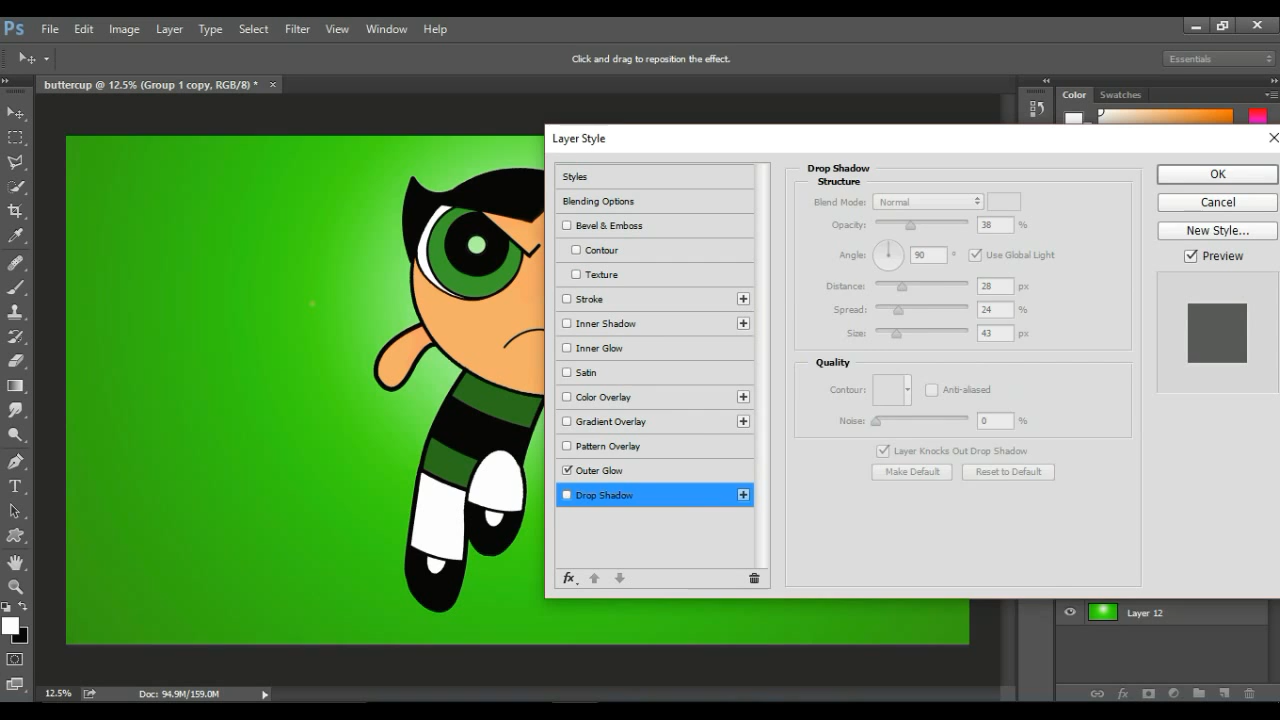 Ps File Edit Image Layer Type Select Filter View Window Help
Click and drag to reposition the effect.
Essentials
buttercup @ 12.5% (Group 1 copy, RGB/8) * ×
Color Swatches
Layer Style
Styles
Blending Options
Bevel & Emboss
Contour
Texture
Stroke
Inner Shadow
Inner Glow
Satin
Color Overlay
Gradient Overlay
Pattern Overlay
Outer Glow
Drop Shadow
fx
Drop Shadow
Structure
Blend Mode: Normal
Opacity: 38 %
Angle: 90 ° Use Global Light
Distance: 28 px
Spread: 24 %
Size: 43 px
Quality
Contour: Anti-aliased
Noise: 0 %
Layer Knocks Out Drop Shadow
Make Default Reset to Default
OK
Cancel
New Style...
Preview
Layer 12
fx
12.5% Doc: 94.9M/159.0M